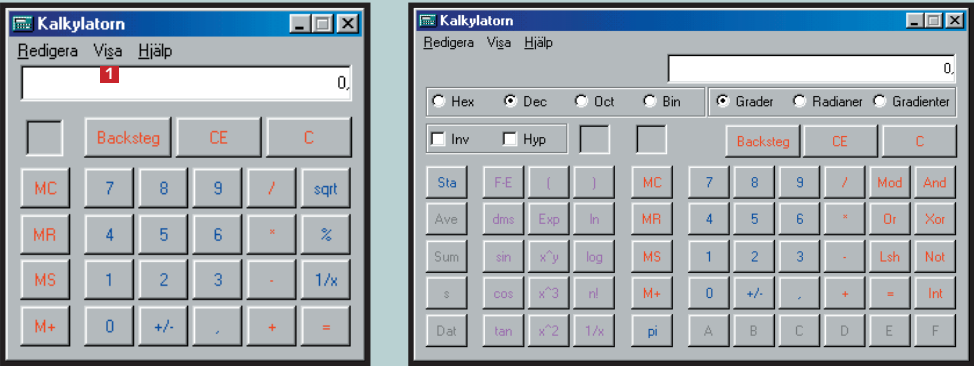 Kalkylatorn
Redigera Visa Hjälp
1
0,
Backsteg CE C
MC 7 8 9 / sqrt
MR 4 5 6 * %
MS 1 2 3 - 1/x
M+ 0 +/- , + =
Kalkylatorn
Redigera Visa Hjälp
0,
Hex Dec Oct Bin Grader Radianer Gradienter
Inv Hyp Backsteg CE C
Sta F-E ( ) MC 7 8 9 / Mod And
Ave dms Exp ln MR 4 5 6 * Or Xor
Sum sin x^y log MS 1 2 3 - Lsh Not
s cos x^3 n! M+ 0 +/- , + = Int
Dat tan x^2 1/x pi A B C D E F